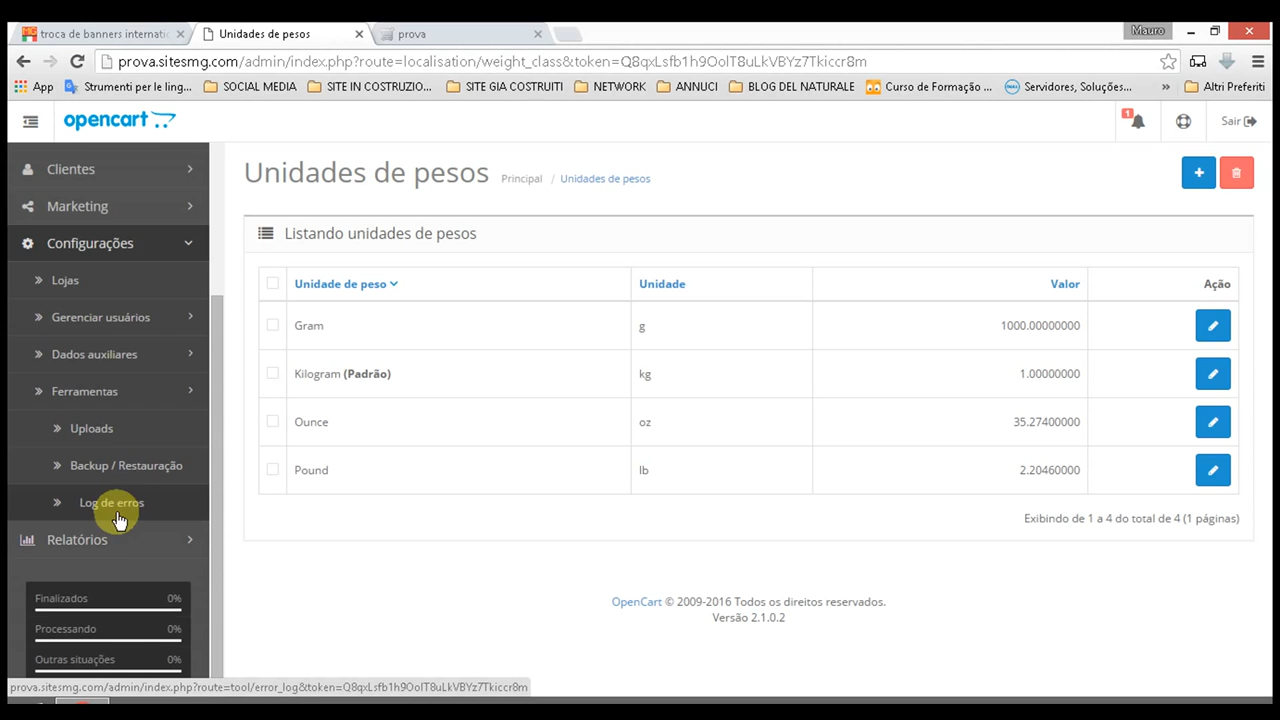 troca de banners internati
Unidades de pesos
prova
Mauro
prova.sitesmg.com/admin/index.php?route=localisation/weight_class&token=Q8qxLsfb1h9OoIT8uLkVBYz7Tkiccr8m
App
Strumenti per le ling...
SOCIAL MEDIA
SITE IN COSTRUZIO...
SITE GIA COSTRUITI
NETWORK
ANNUCI
BLOG DEL NATURALE
Curso de Formação ...
Servidores, Soluções...
»
Altri Preferiti
opencart
1
Sair
Clientes
Marketing
Configurações
Lojas
Gerenciar usuários
Dados auxiliares
Ferramentas
Uploads
Backup / Restauração
Log de erros
Relatórios
Finalizados 0%
Processando 0%
Outras situações 0%
Unidades de pesos
Principal / Unidades de pesos
Listando unidades de pesos
Unidade de peso Unidade Valor Ação
Gram g 1000.00000000
Kilogram (Padrão) kg 1.00000000
Ounce oz 35.27400000
Pound lb 2.20460000
Exibindo de 1 a 4 do total de 4 (1 páginas)
OpenCart © 2009-2016 Todos os direitos reservados.
Versão 2.1.0.2
prova.sitesmg.com/admin/index.php?route=tool/error_log&token=Q8qxLsfb1h9OoIT8uLkVBYz7Tkiccr8m